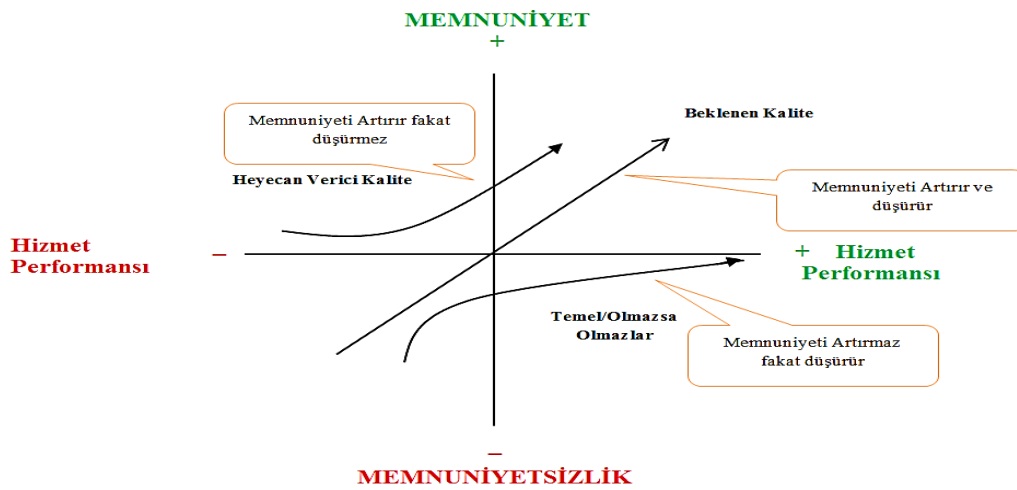 MEMNUNİYET
+
Beklenen Kalite
Memnuniyeti Artırır fakat
düşürmez
Heyecan Verici Kalite
Memnuniyeti Artırır ve
düşürür
Hizmet
Performansı
–
+ Hizmet
Performansı
Temel/Olmazsa
Olmazlar
Memnuniyeti Artırmaz
fakat düşürür
–
MEMNUNİYETSİZLİK